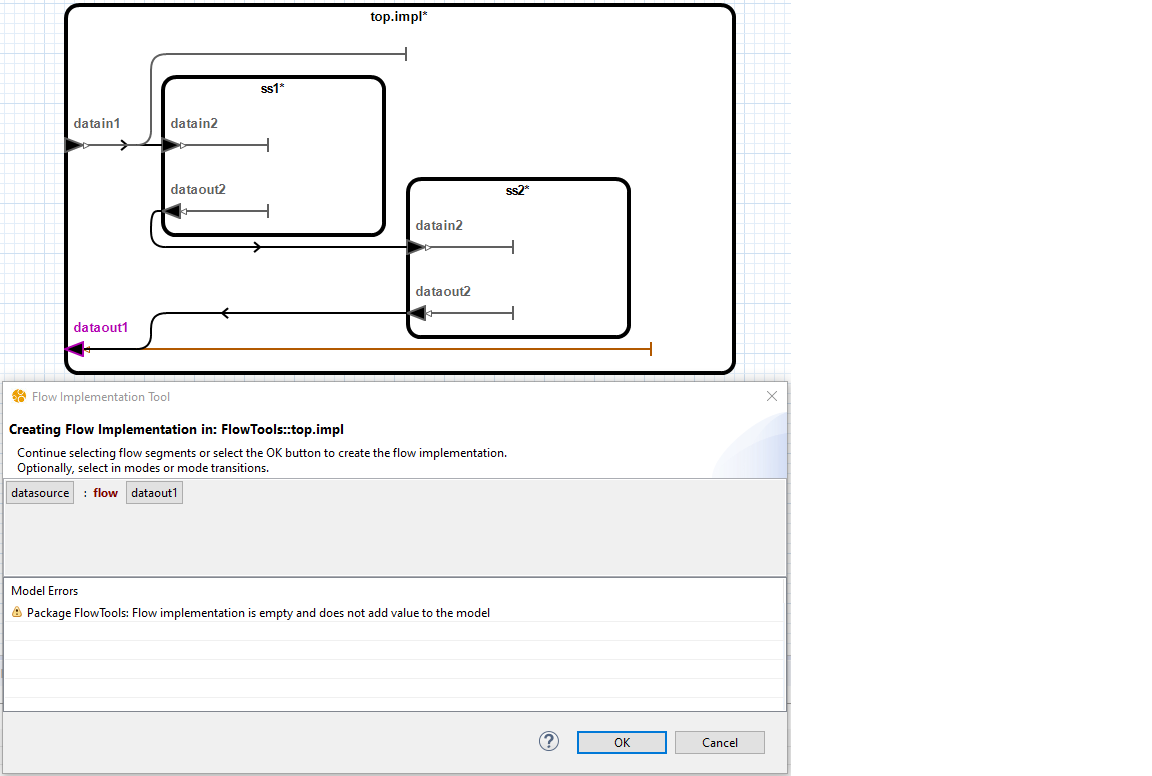 top.impl*
ss1*
datain1
datain2
dataout2
ss2*
datain2
dataout2
dataout1
Flow Implementation Tool
Creating Flow Implementation in: FlowTools::top.impl
Continue selecting flow segments or select the OK button to create the flow implementation.
Optionally, select in modes or mode transitions.
datasource : flow dataout1
Model Errors
Package FlowTools: Flow implementation is empty and does not add value to the model
? OK Cancel